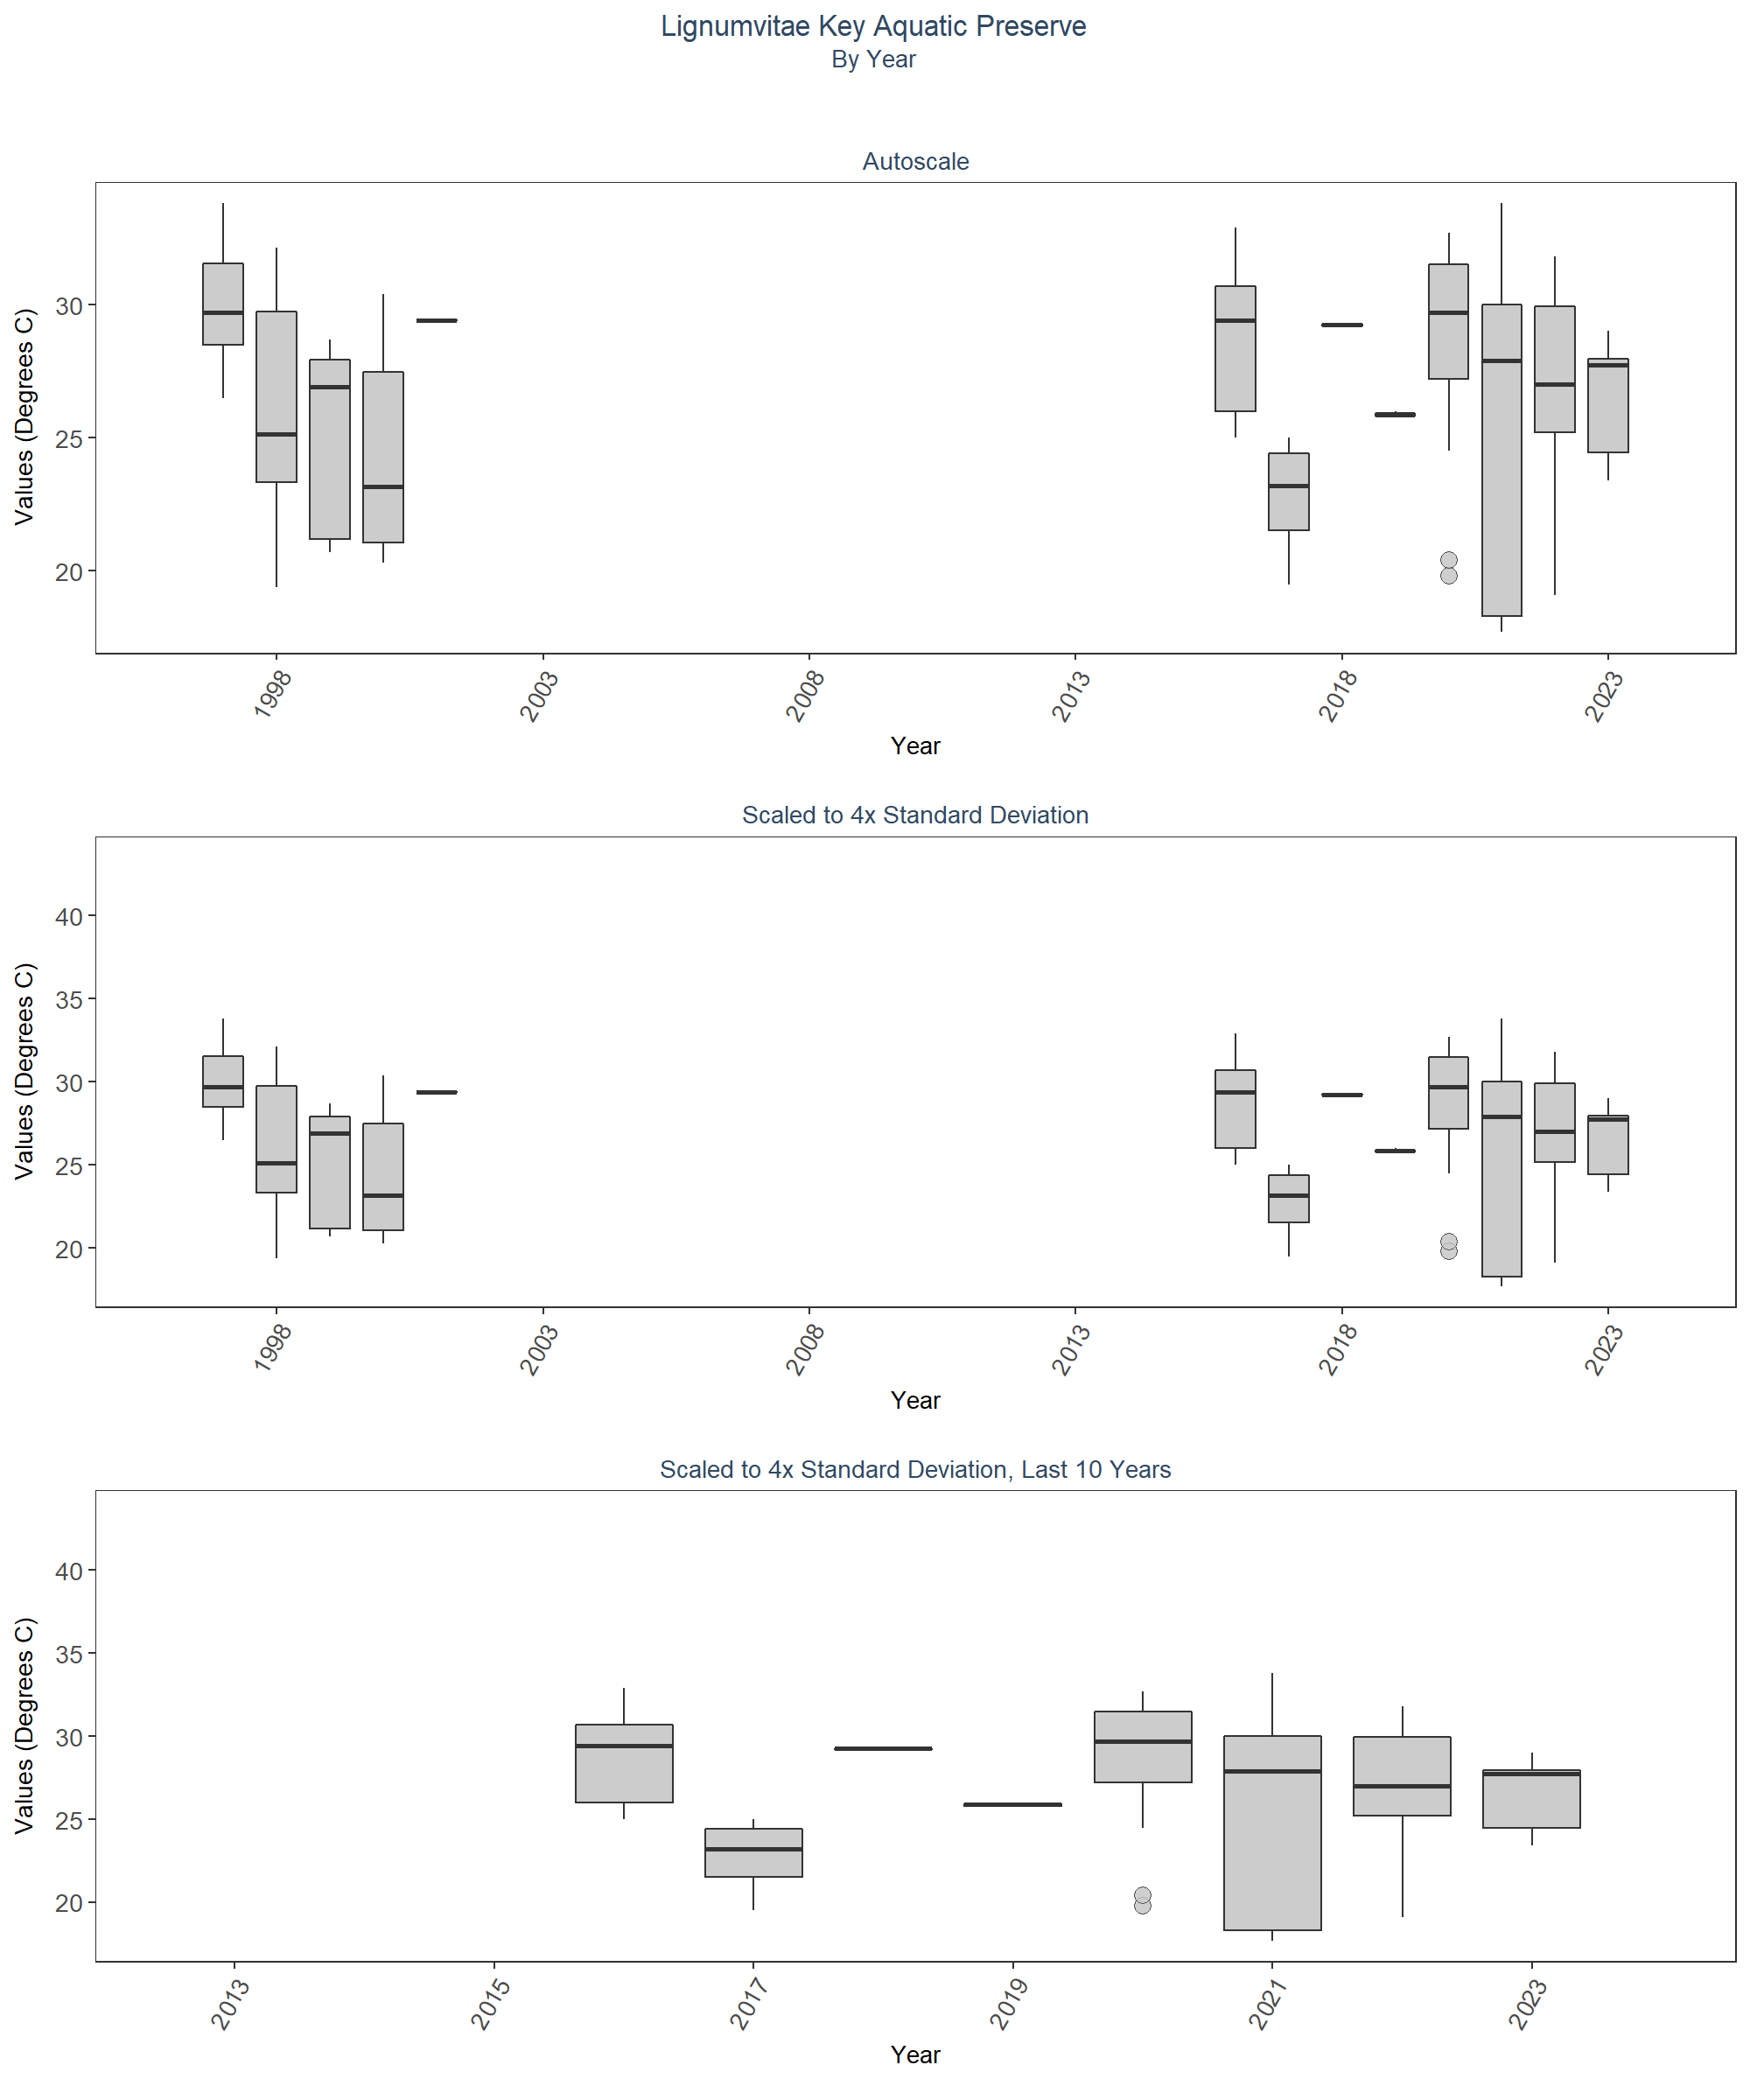 Lignumvitae Key Aquatic Preserve
By Year
Autoscale
Values (Degrees C)
30
25
20
1998
2003
2008
2013
2018
2023
Year
Scaled to 4x Standard Deviation
Values (Degrees C)
40
35
30
25
20
1998
2003
2008
2013
2018
2023
Year
Scaled to 4x Standard Deviation, Last 10 Years
Values (Degrees C)
40
35
30
25
20
2013
2015
2017
2019
2021
2023
Year